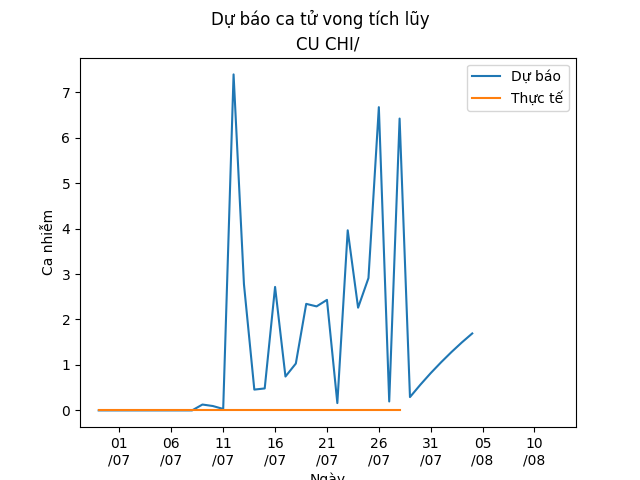 Dự báo ca tử vong tích lũy
CU CHI/
Dự báo
Thực tế
Ca nhiễm
7
6
5
4
3
2
1
0
01 06 11 16 21 26 31 05 10
/07 /07 /07 /07 /07 /07 /07 /08 /08
Ngày